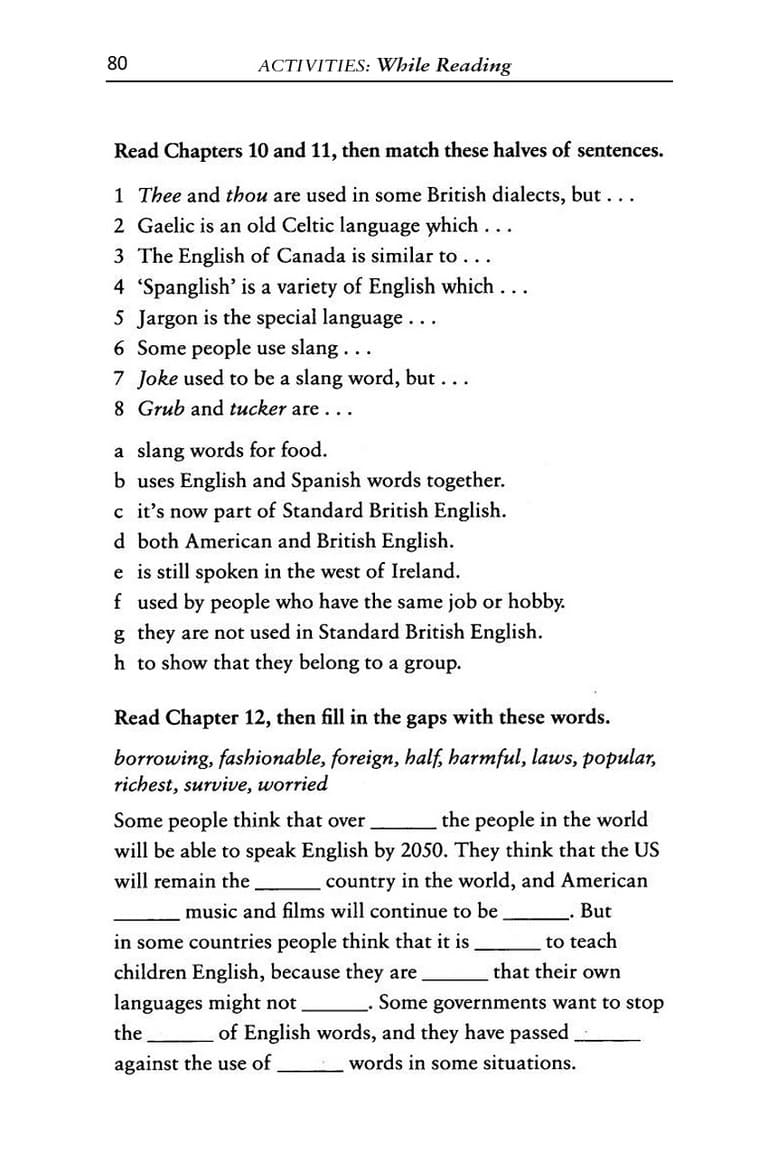 80 ACTIVITIES: While Reading
Read Chapters 10 and 11, then match these halves of sentences.
1 Thee and thou are used in some British dialects, but . . .
2 Gaelic is an old Celtic language which . . .
3 The English of Canada is similar to . . .
4 ‘Spanglish’ is a variety of English which . . .
5 Jargon is the special language . . .
6 Some people use slang . . .
7 Joke used to be a slang word, but . . .
8 Grub and tucker are . . .
a slang words for food.
b uses English and Spanish words together.
c it’s now part of Standard British English.
d both American and British English.
e is still spoken in the west of Ireland.
f used by people who have the same job or hobby.
g they are not used in Standard British English.
h to show that they belong to a group.
Read Chapter 12, then fill in the gaps with these words.
borrowing, fashionable, foreign, half, harmful, laws, popular,
richest, survive, worried
Some people think that over ______ the people in the world
will be able to speak English by 2050. They think that the US
will remain the ______ country in the world, and American
______ music and films will continue to be ______. But
in some countries people think that it is ______ to teach
children English, because they are ______ that their own
languages might not ______. Some governments want to stop
the ______ of English words, and they have passed ______
against the use of ______ words in some situations.